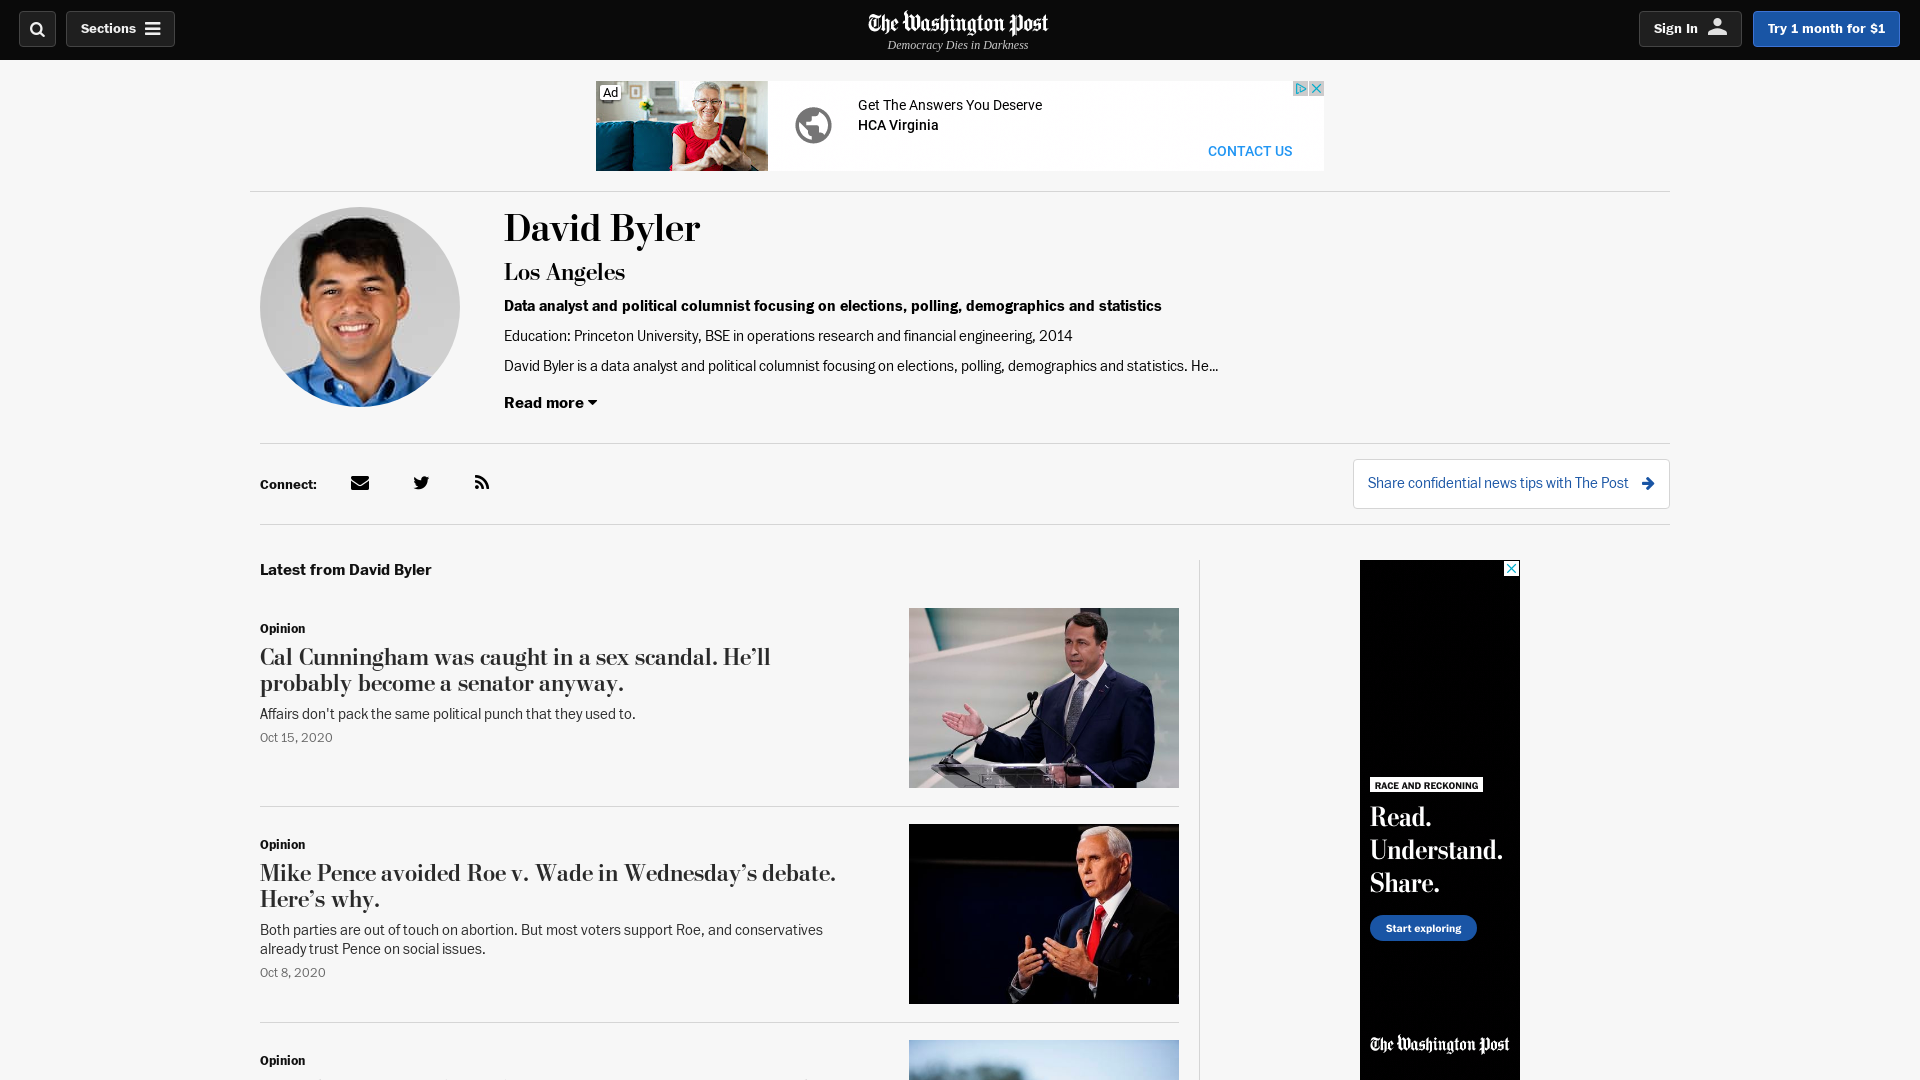 Sections
The Washington Post
Democracy Dies in Darkness
Sign In
Try 1 month for $1
Ad
Get The Answers You Deserve
HCA Virginia
CONTACT US
David Byler
Los Angeles
Data analyst and political columnist focusing on elections, polling, demographics and statistics
Education: Princeton University, BSE in operations research and financial engineering, 2014
David Byler is a data analyst and political columnist focusing on elections, polling, demographics and statistics. He...
Read more
Connect:
Share confidential news tips with The Post
Latest from David Byler
Opinion
Cal Cunningham was caught in a sex scandal. He’ll
probably become a senator anyway.
Affairs don't pack the same political punch that they used to.
Oct 15, 2020
Opinion
Mike Pence avoided Roe v. Wade in Wednesday’s debate.
Here’s why.
Both parties are out of touch on abortion. But most voters support Roe, and conservatives
already trust Pence on social issues.
Oct 8, 2020
Opinion
RACE AND RECKONING
Read.
Understand.
Share.
Start exploring
The Washington Post